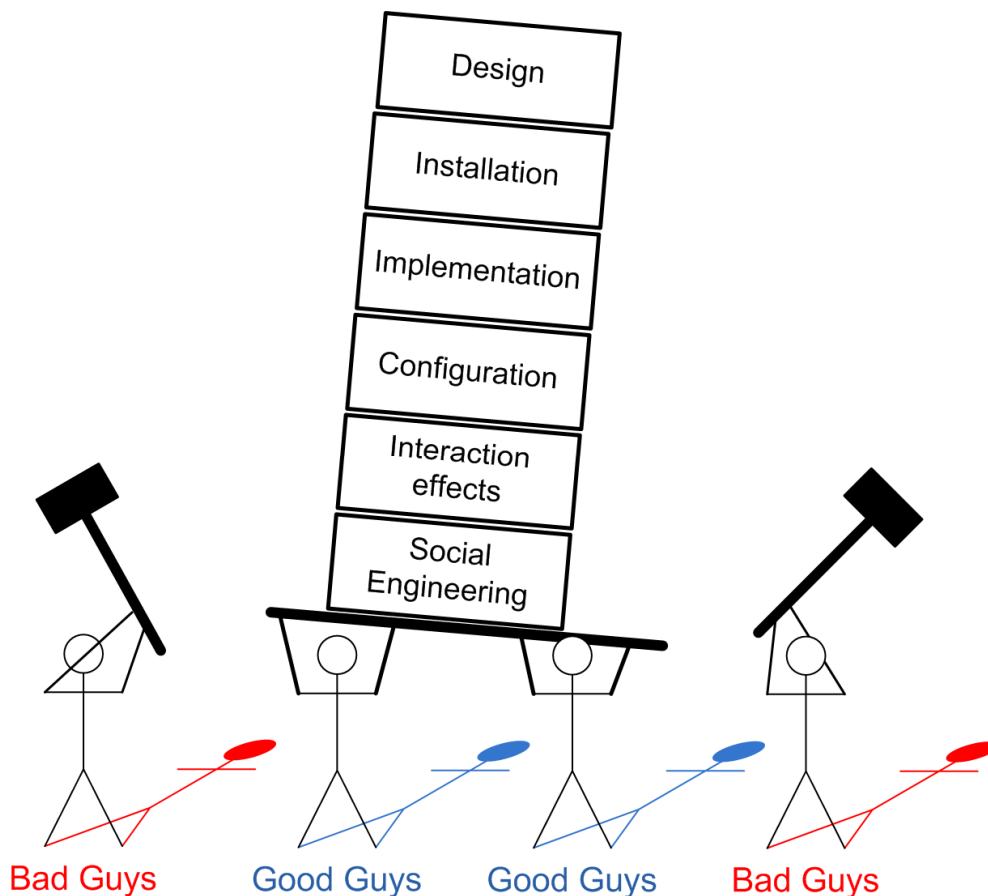 Design
Installation
Implementation
Configuration
Interaction
effects
Social
Engineering
Bad Guys
Good Guys
Good Guys
Bad Guys